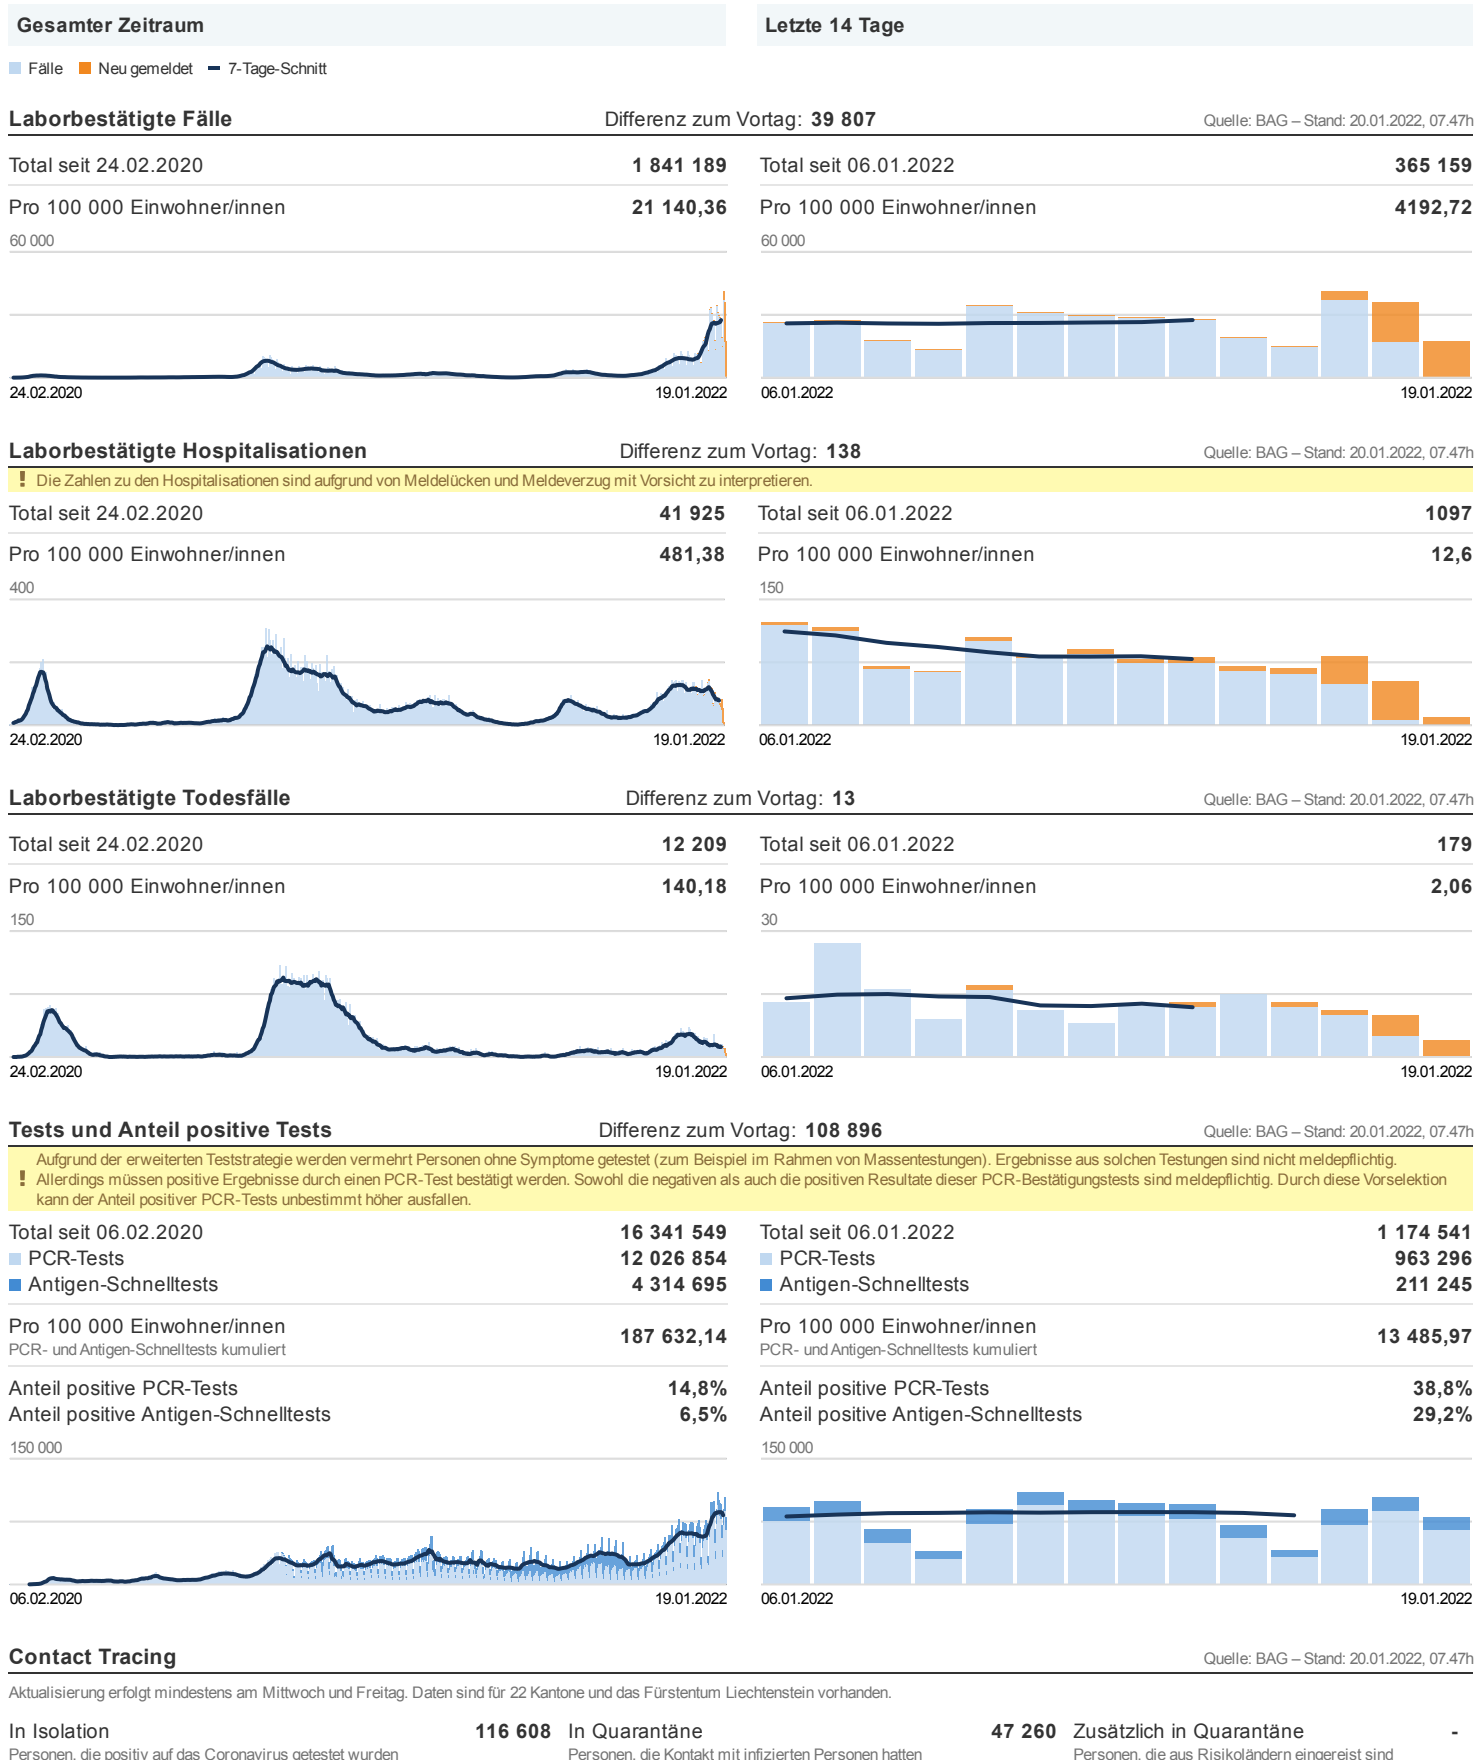 Gesamter Zeitraum
Letzte 14 Tage
Fälle Neu gemeldet 7-Tage-Schnitt
Laborbestätigte Fälle Differenz zum Vortag: 39 807 Quelle: BAG – Stand: 20.01.2022, 07.47h
Total seit 24.02.2020 1 841 189
Total seit 06.01.2022 365 159
Pro 100 000 Einwohner/innen 21 140,36
Pro 100 000 Einwohner/innen 4192,72
60 000
60 000
24.02.2020 19.01.2022
06.01.2022 19.01.2022
Laborbestätigte Hospitalisationen Differenz zum Vortag: 138 Quelle: BAG – Stand: 20.01.2022, 07.47h
! Die Zahlen zu den Hospitalisationen sind aufgrund von Meldelücken und Meldeverzug mit Vorsicht zu interpretieren.
Total seit 24.02.2020 41 925
Total seit 06.01.2022 1097
Pro 100 000 Einwohner/innen 481,38
Pro 100 000 Einwohner/innen 12,6
400
150
24.02.2020 19.01.2022
06.01.2022 19.01.2022
Laborbestätigte Todesfälle Differenz zum Vortag: 13 Quelle: BAG – Stand: 20.01.2022, 07.47h
Total seit 24.02.2020 12 209
Total seit 06.01.2022 179
Pro 100 000 Einwohner/innen 140,18
Pro 100 000 Einwohner/innen 2,06
150
30
24.02.2020 19.01.2022
06.01.2022 19.01.2022
Tests und Anteil positive Tests Differenz zum Vortag: 108 896 Quelle: BAG – Stand: 20.01.2022, 07.47h
Aufgrund der erweiterten Teststrategie werden vermehrt Personen ohne Symptome getestet (zum Beispiel im Rahmen von Massentestungen). Ergebnisse aus solchen Testungen sind nicht meldepflichtig.
! Allerdings müssen positive Ergebnisse durch einen PCR-Test bestätigt werden. Sowohl die negativen als auch die positiven Resultate dieser PCR-Bestätigungstests sind meldepflichtig. Durch diese Vorselektion
kann der Anteil positiver PCR-Tests unbestimmt höher ausfallen.
Total seit 06.02.2020 16 341 549
PCR-Tests 12 026 854
Antigen-Schnelltests 4 314 695
Total seit 06.01.2022 1 174 541
PCR-Tests 963 296
Antigen-Schnelltests 211 245
Pro 100 000 Einwohner/innen 187 632,14
PCR- und Antigen-Schnelltests kumuliert
Pro 100 000 Einwohner/innen 13 485,97
PCR- und Antigen-Schnelltests kumuliert
Anteil positive PCR-Tests 14,8%
Anteil positive Antigen-Schnelltests 6,5%
Anteil positive PCR-Tests 38,8%
Anteil positive Antigen-Schnelltests 29,2%
150 000
150 000
06.02.2020 19.01.2022
06.01.2022 19.01.2022
Contact Tracing Quelle: BAG – Stand: 20.01.2022, 07.47h
Aktualisierung erfolgt mindestens am Mittwoch und Freitag. Daten sind für 22 Kantone und das Fürstentum Liechtenstein vorhanden.
In Isolation 116 608
Personen, die positiv auf das Coronavirus getestet wurden
In Quarantäne 47 260
Personen, die Kontakt mit infizierten Personen hatten
Zusätzlich in Quarantäne -
Personen, die aus Risikoländern eingereist sind